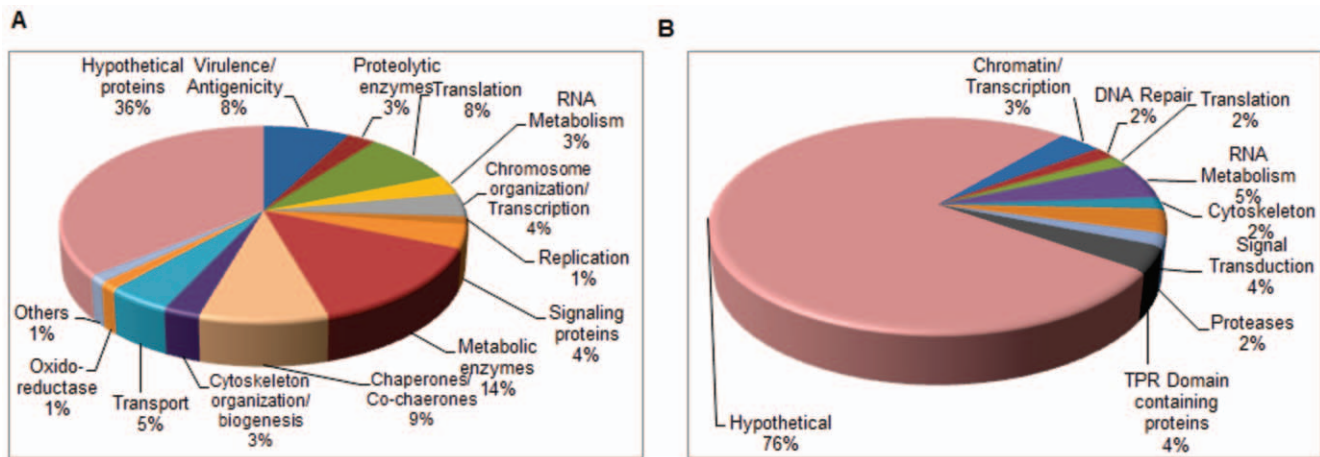 A
Hypothetical
proteins
36%
Virulence/
Antigenicity
8%
Proteolytic
enzymes
3%
Translation
8%
RNA
Metabolism
3%
Chromosome
organization/
Transcription
4%
Replication
1%
Signaling
proteins
4%
Metabolic
enzymes
14%
Chaperones/
Co-chaerones
9%
Cytoskeleton
organization/
biogenesis
3%
Transport
5%
Oxido-
reductase
1%
Others
1%
B
Chromatin/
Transcription
3%
DNA Repair
2%
Translation
2%
RNA
Metabolism
5%
Cytoskeleton
2%
Signal
Transduction
4%
Proteases
2%
TPR Domain
containing
proteins
4%
Hypothetical
76%